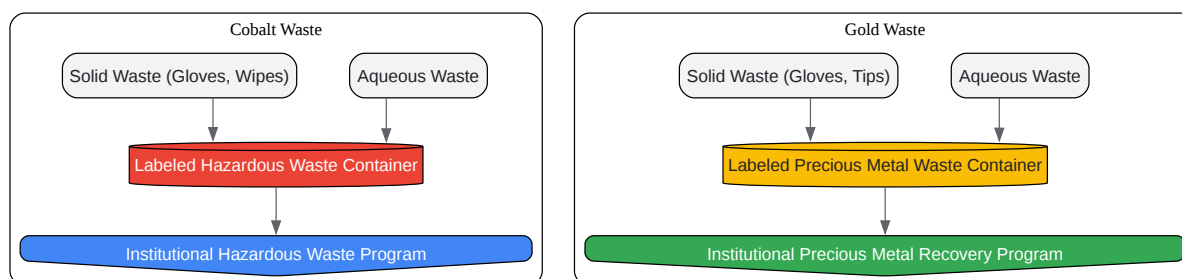 Cobalt Waste
Solid Waste (Gloves, Wipes)
Aqueous Waste
Labeled Hazardous Waste Container
Institutional Hazardous Waste Program
Gold Waste
Solid Waste (Gloves, Tips)
Aqueous Waste
Labeled Precious Metal Waste Container
Institutional Precious Metal Recovery Program